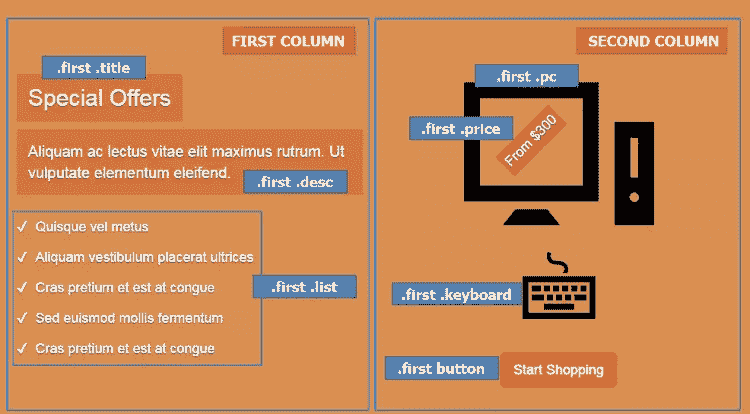 FIRST COLUMN
.first .title
Special Offers
Aliquam ac lectus vitae elit maximus rutrum. Ut
vulputate elementum eleifend.
.first .desc
✓ Quisque vel metus
✓ Aliquam vestibulum placerat ultrices
✓ Cras pretium et est at congue
.first .list
✓ Sed euismod mollis fermentum
✓ Cras pretium et est at congue
SECOND COLUMN
.first .pc
.first .price
From $300
.first .keyboard
.first button
Start Shopping